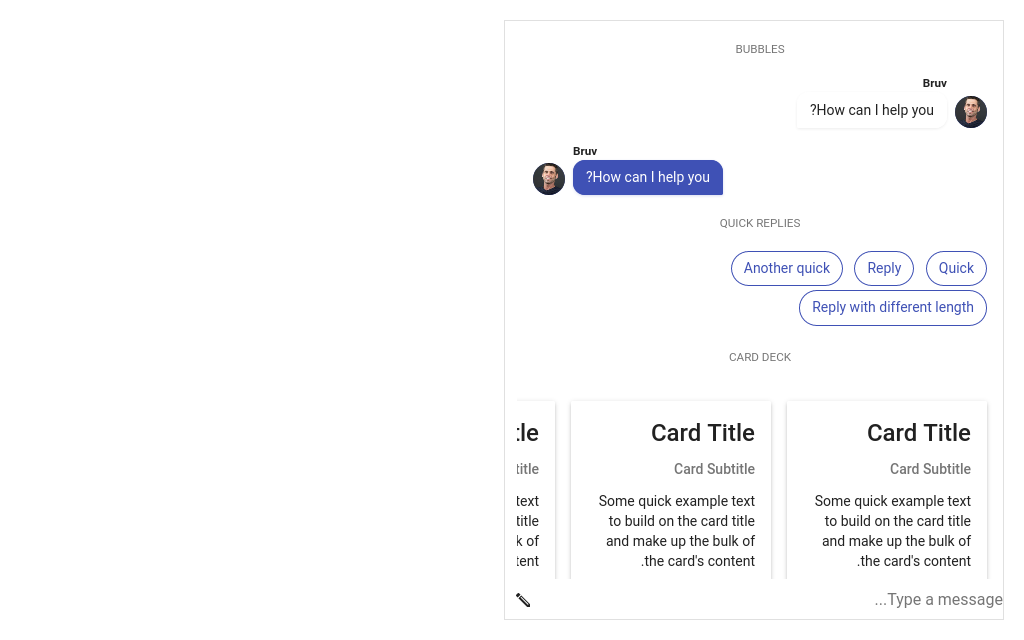 BUBBLES
Bruv
?How can I help you
Bruv
?How can I help you
QUICK REPLIES
Another quick Reply Quick
Reply with different length
CARD DECK
tle Card Title Card Title
title Card Subtitle Card Subtitle
text Some quick example text Some quick example text
title to build on the card title to build on the card title
k of and make up the bulk of and make up the bulk of
tent .the card's content .the card's content
...Type a message